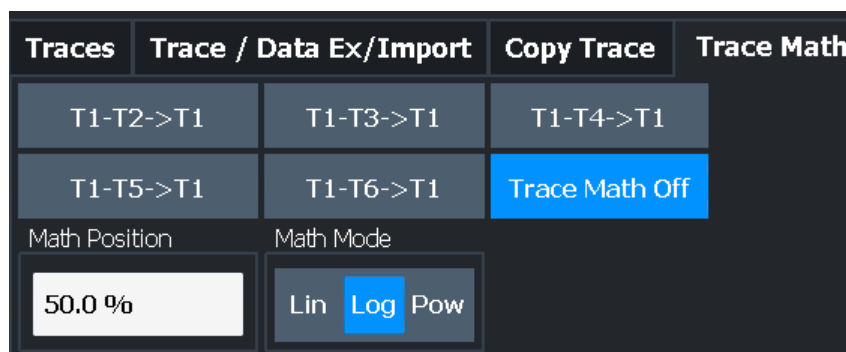 Traces Trace / Data Ex/Import Copy Trace Trace Math
T1-T2->T1 T1-T3->T1 T1-T4->T1
T1-T5->T1 T1-T6->T1 Trace Math Off
Math Position Math Mode
50.0 % Lin Log Pow